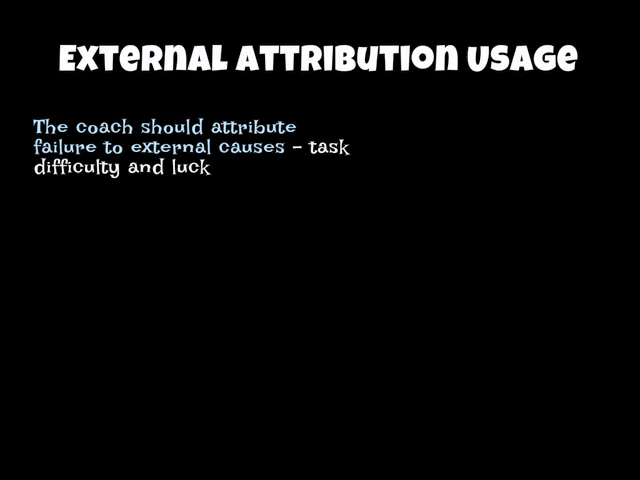 External Attribution Usage
The coach should attribute
failure to external causes – task
difficulty and luck